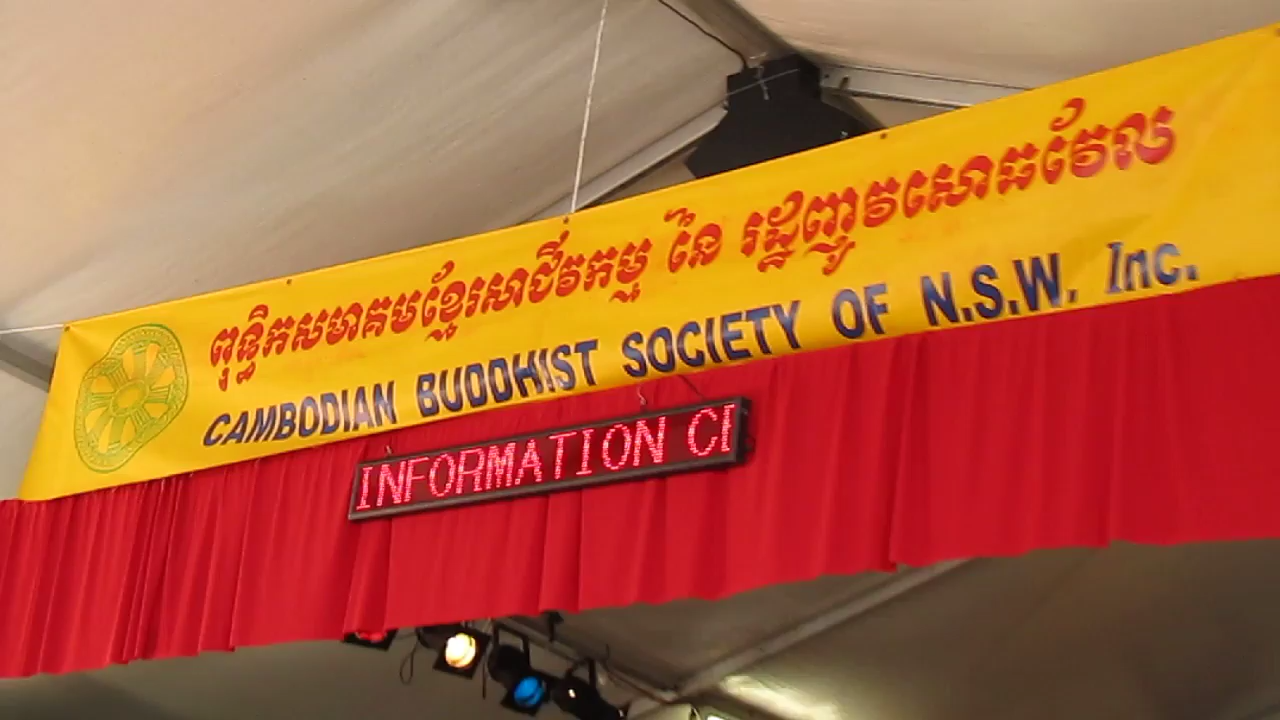 ពុទ្ធិកសមាគមខ្មែរសាជីវកម្ម នៃ រដ្ឋញូវសោធវែល
CAMBODIAN BUDDHIST SOCIETY OF N.S.W. Inc.
INFORMATION